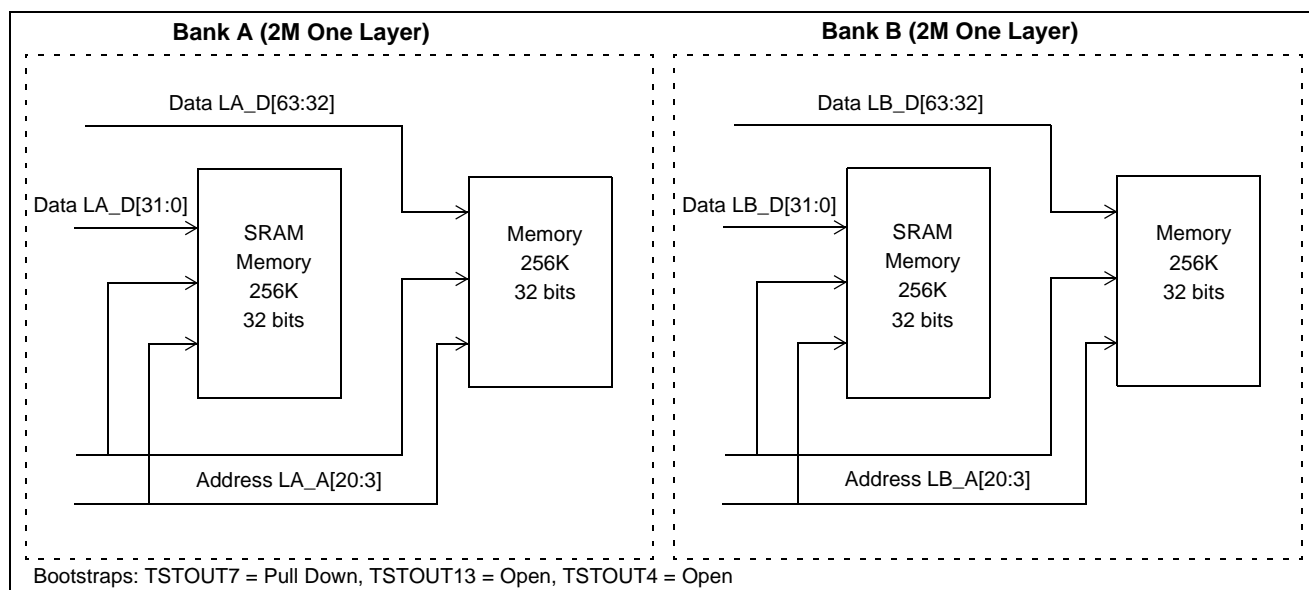 Bank A (2M One Layer)
Data LA_D[63:32]
Data LA_D[31:0]
SRAM
Memory
256K
32 bits
Memory
256K
32 bits
Address LA_A[20:3]
Bank B (2M One Layer)
Data LB_D[63:32]
Data LB_D[31:0]
SRAM
Memory
256K
32 bits
Memory
256K
32 bits
Address LB_A[20:3]
Bootstraps: TSTOUT7 = Pull Down, TSTOUT13 = Open, TSTOUT4 = Open